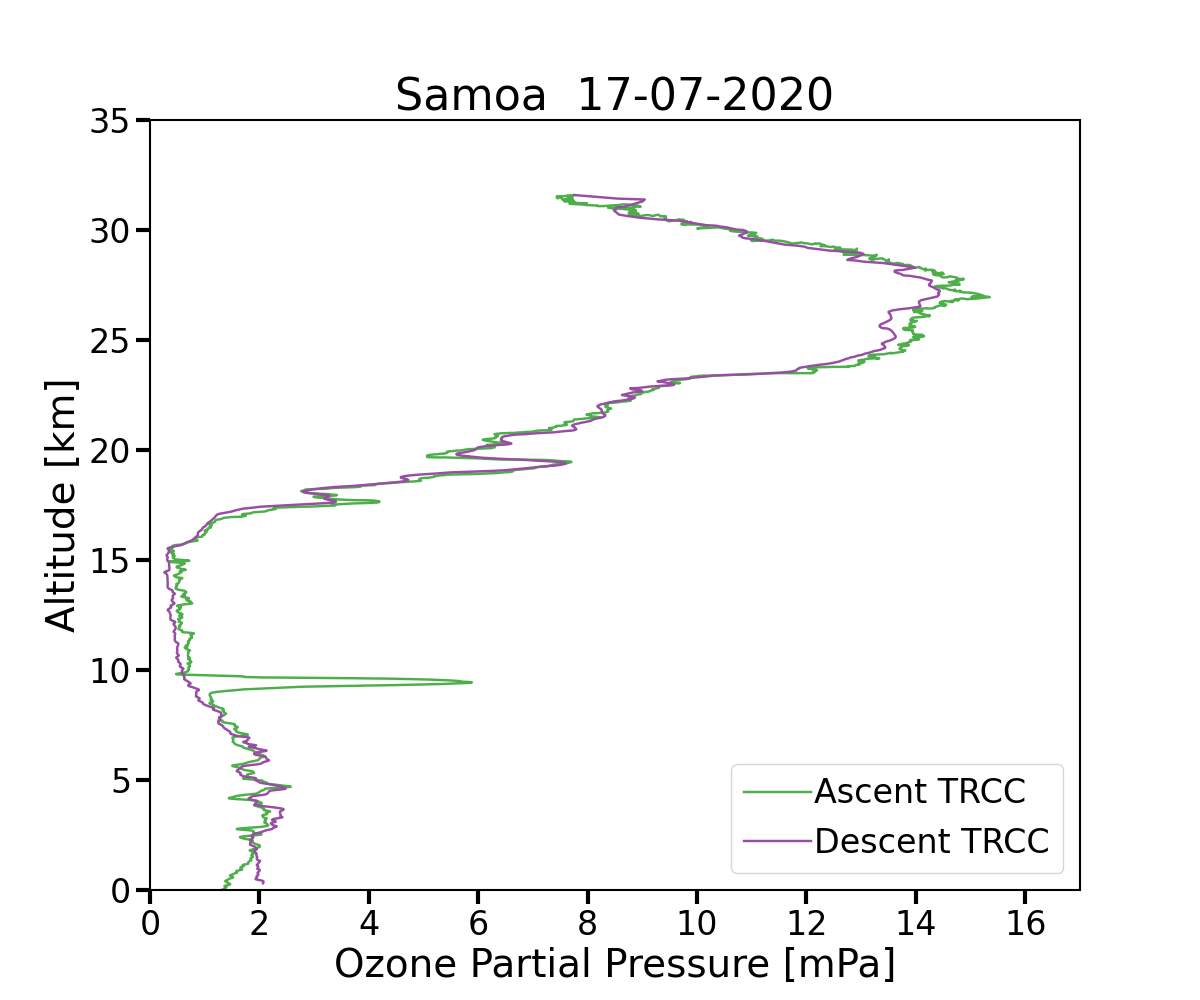 Samoa  17-07-2020
35
30
25
20
15
10
5
0
Altitude [km]
Ascent TRCC
Descent TRCC
0 2 4 6 8 10 12 14 16
Ozone Partial Pressure [mPa]